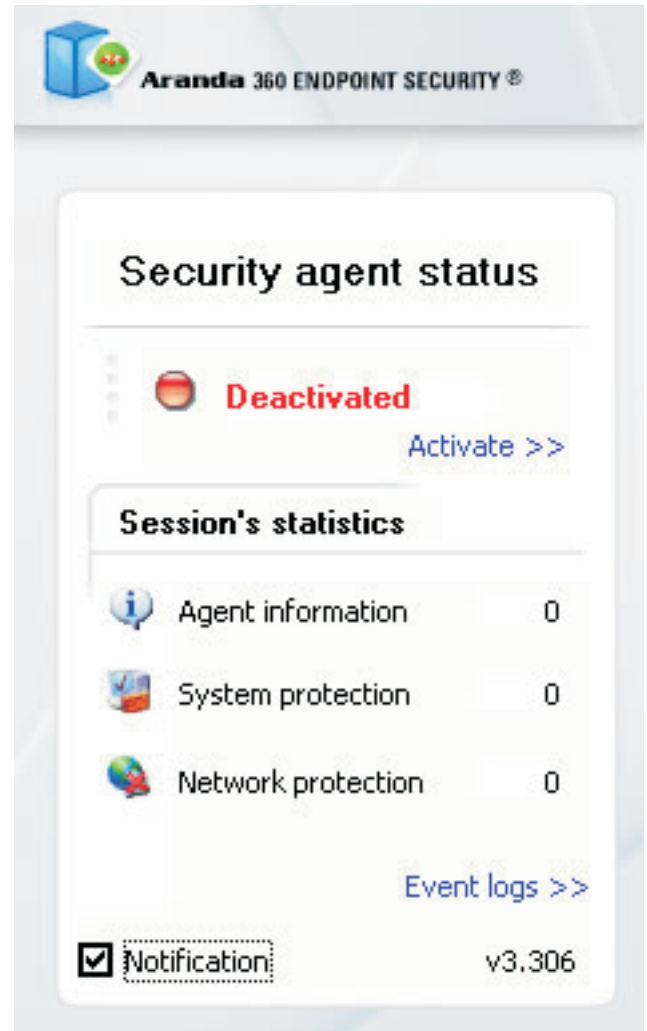 Aranda 360 ENDPOINT SECURITY ®
Security agent status
Deactivated
Activate >>
Session's statistics
Agent information 0
System protection 0
Network protection 0
Event logs >>
Notification v3.306